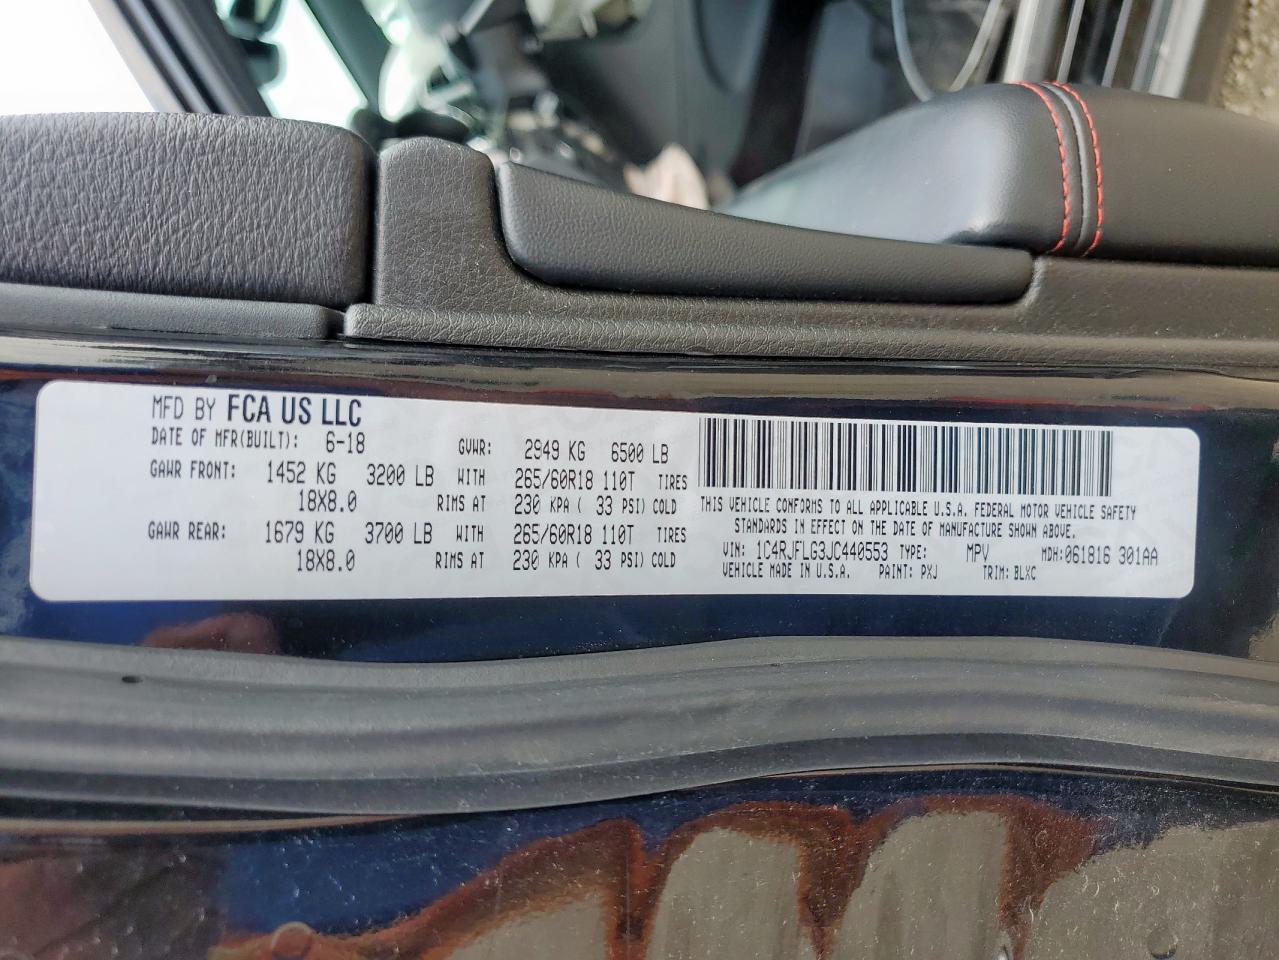 MFD BY FCA US LLC
DATE OF MFR(BUILT): 6-18 GVWR: 2949 KG 6500 LB
GAWR FRONT: 1452 KG 3200 LB WITH 265/60R18 110T TIRES
18X8.0 RIMS AT 230 KPA ( 33 PSI) COLD
GAWR REAR: 1679 KG 3700 LB WITH 265/60R18 110T TIRES
18X8.0 RIMS AT 230 KPA ( 33 PSI) COLD
THIS VEHICLE CONFORMS TO ALL APPLICABLE U.S.A. FEDERAL MOTOR VEHICLE SAFETY
STANDARDS IN EFFECT ON THE DATE OF MANUFACTURE SHOWN ABOVE.
VIN: 1C4RJFLG3JC440553 TYPE: MPV MDH:061816 301AA
VEHICLE MADE IN U.S.A. PAINT: PXJ TRIM: BLXC